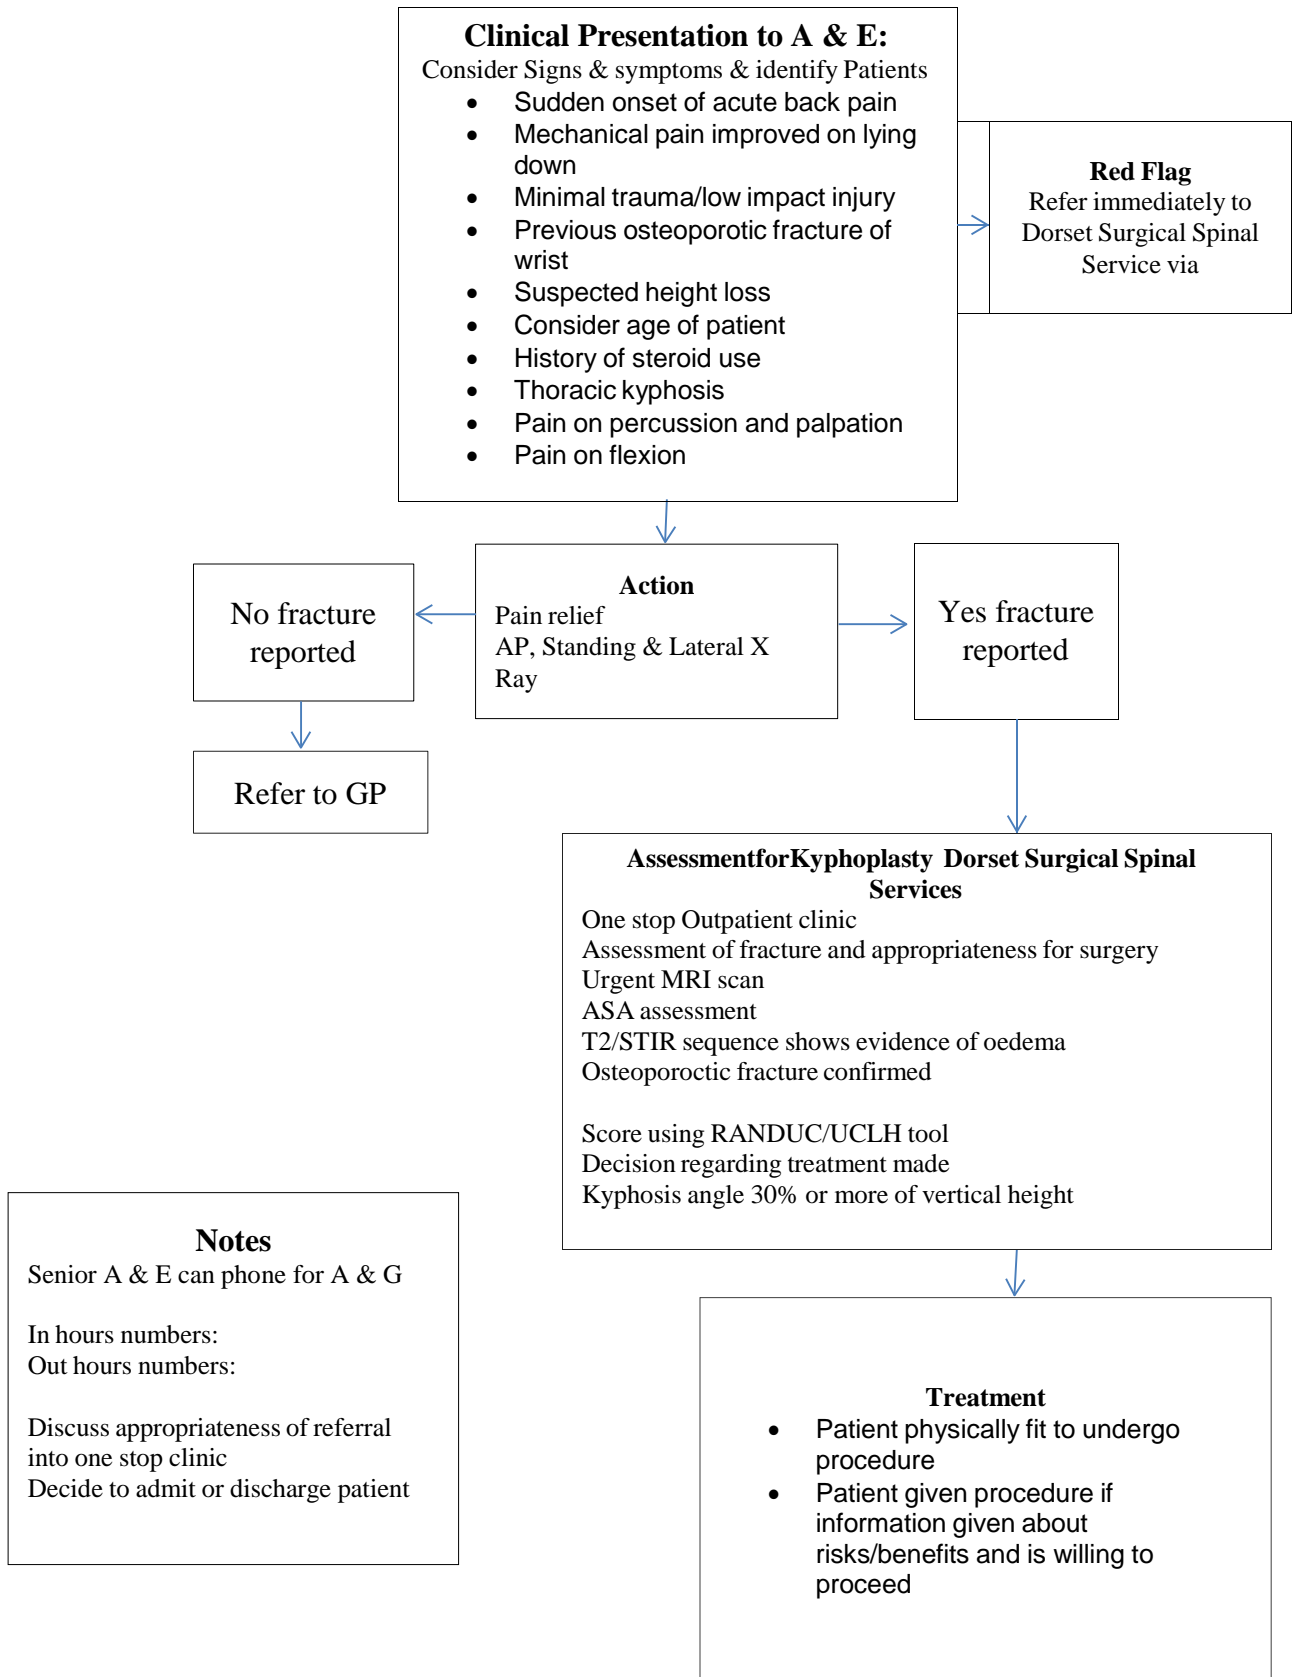 Clinical Presentation to A & E:
Consider Signs & symptoms & identify Patients
• Sudden onset of acute back pain
• Mechanical pain improved on lying
down
• Minimal trauma/low impact injury
• Previous osteoporotic fracture of
wrist
• Suspected height loss
• Consider age of patient
• History of steroid use
• Thoracic kyphosis
• Pain on percussion and palpation
• Pain on flexion
Red Flag
Refer immediately to
Dorset Surgical Spinal
Service via
No fracture
reported
Action
Pain relief
AP, Standing & Lateral X
Ray
Yes fracture
reported
Refer to GP
AssessmentforKyphoplasty Dorset Surgical Spinal
Services
One stop Outpatient clinic
Assessment of fracture and appropriateness for surgery
Urgent MRI scan
ASA assessment
T2/STIR sequence shows evidence of oedema
Osteoporoctic fracture confirmed
Score using RANDUC/UCLH tool
Decision regarding treatment made
Kyphosis angle 30% or more of vertical height
Notes
Senior A & E can phone for A & G
In hours numbers:
Out hours numbers:
Discuss appropriateness of referral
into one stop clinic
Decide to admit or discharge patient
Treatment
• Patient physically fit to undergo
procedure
• Patient given procedure if
information given about
risks/benefits and is willing to
proceed